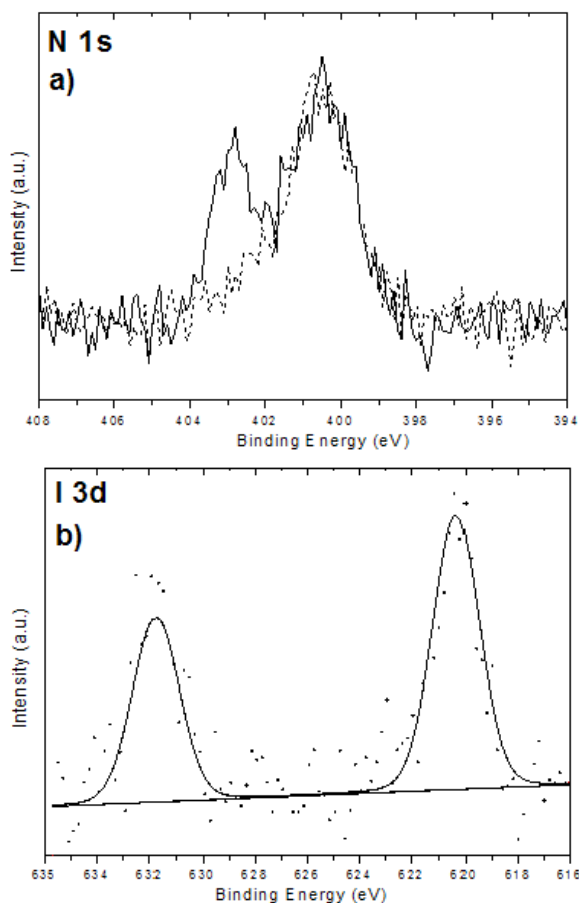 N 1s
a)
Intensity (a.u.)
408 406 404 402 400 398 396 394
Binding Energy (eV)
I 3d
b)
Intensity (a.u.)
635 634 632 630 628 626 624 622 620 618 616
Binding Energy (eV)